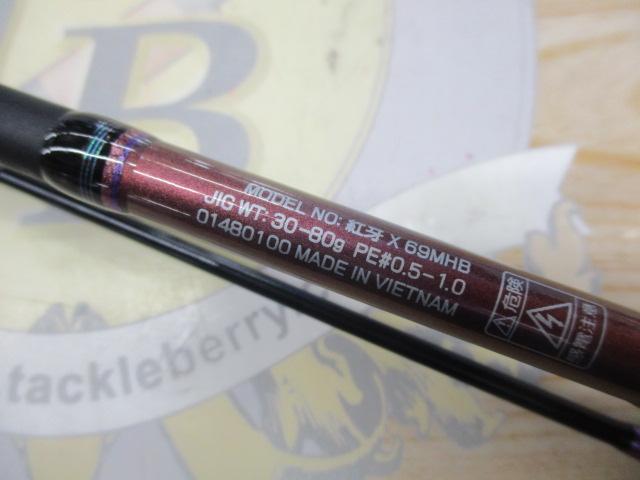 B
MODEL NO: 紅牙 X 69MHB
JIG WT: 30-80g PE#0.5-1.0
01480100 MADE IN VIETNAM
危険
感電注意
tackleberry.